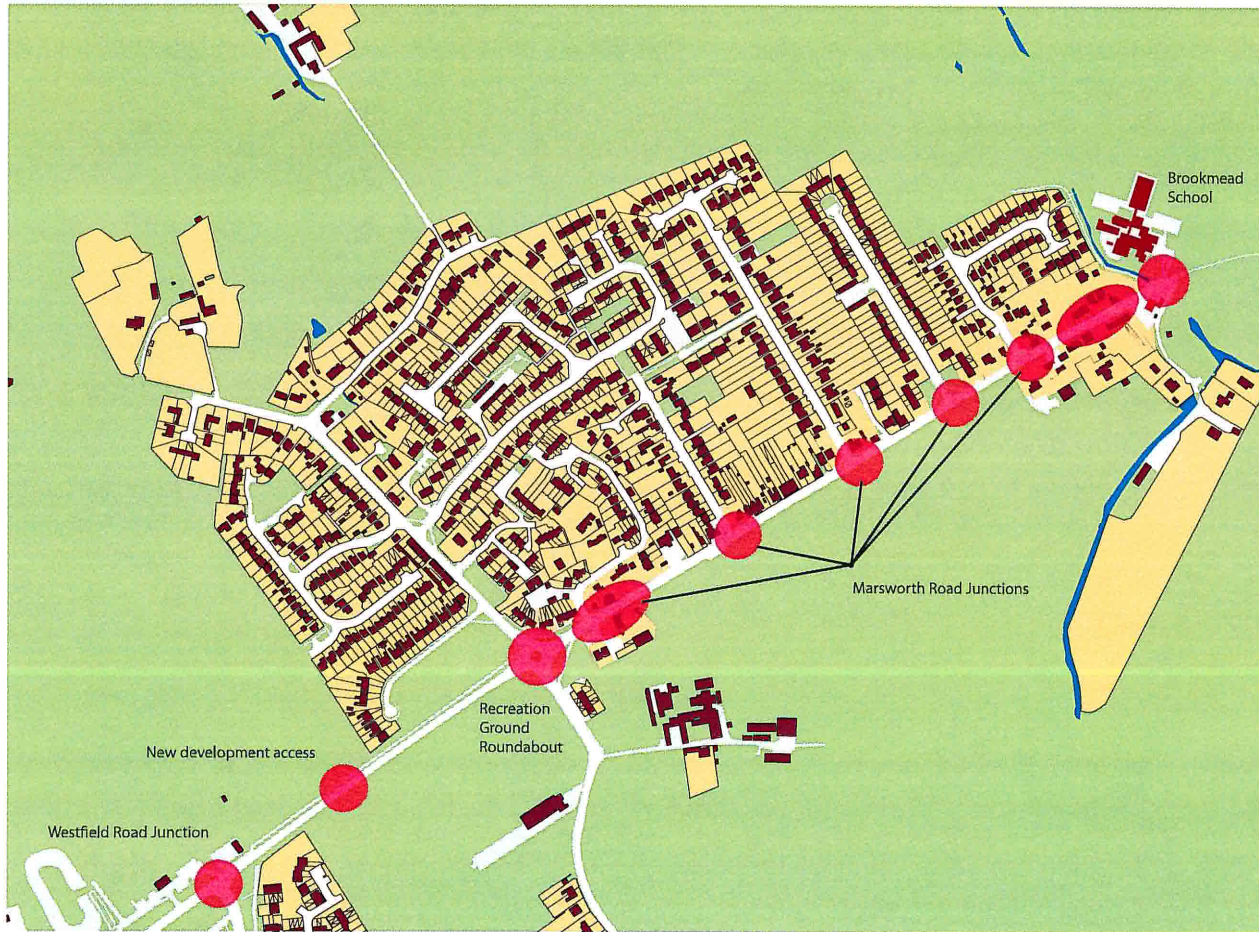 Brookmead
School
Marsworth Road Junctions
Recreation
Ground
Roundabout
New development access
Westfield Road Junction